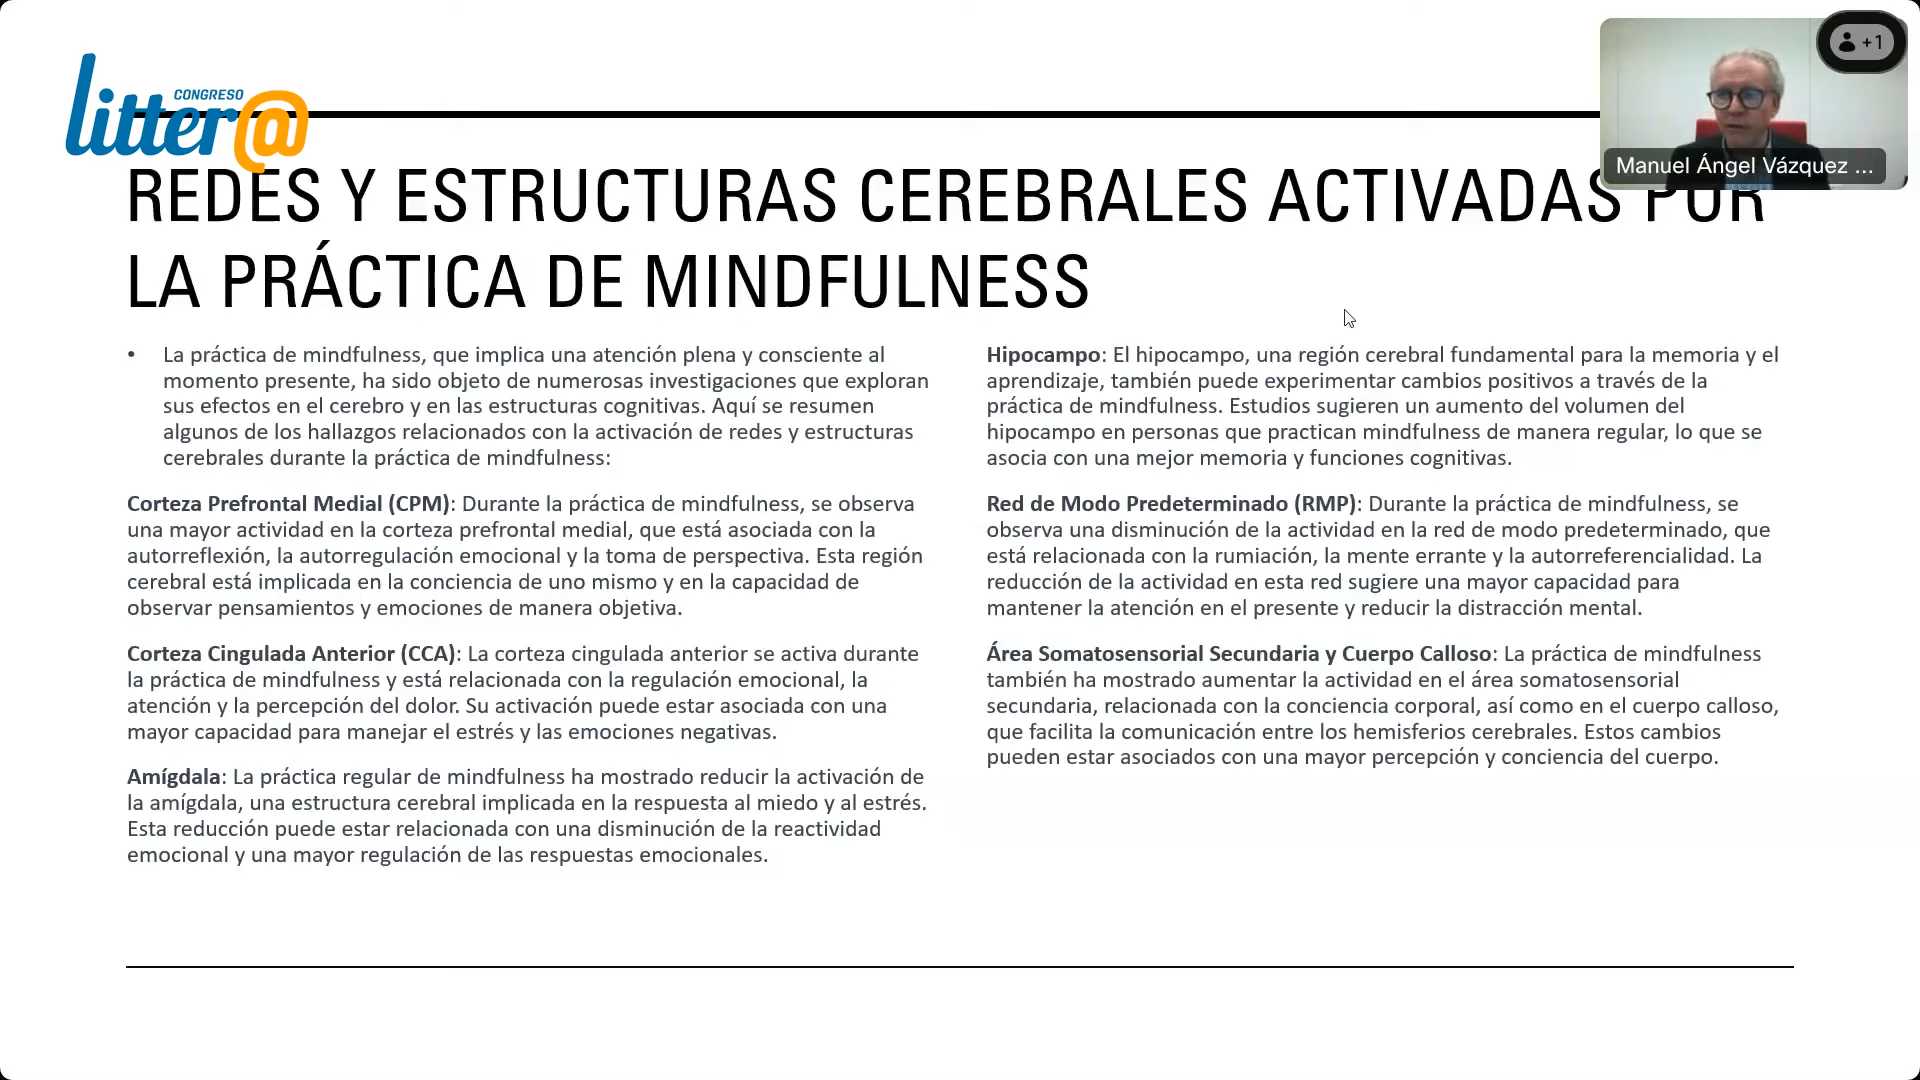 CONGRESO
litter@
+1
Manuel Ángel Vázquez ...
REDES Y ESTRUCTURAS CEREBRALES ACTIVADAS POR
LA PRÁCTICA DE MINDFULNESS
• La práctica de mindfulness, que implica una atención plena y consciente al
momento presente, ha sido objeto de numerosas investigaciones que exploran
sus efectos en el cerebro y en las estructuras cognitivas. Aquí se resumen
algunos de los hallazgos relacionados con la activación de redes y estructuras
cerebrales durante la práctica de mindfulness:
Corteza Prefrontal Medial (CPM): Durante la práctica de mindfulness, se observa
una mayor actividad en la corteza prefrontal medial, que está asociada con la
autorreflexión, la autorregulación emocional y la toma de perspectiva. Esta región
cerebral está implicada en la conciencia de uno mismo y en la capacidad de
observar pensamientos y emociones de manera objetiva.
Corteza Cingulada Anterior (CCA): La corteza cingulada anterior se activa durante
la práctica de mindfulness y está relacionada con la regulación emocional, la
atención y la percepción del dolor. Su activación puede estar asociada con una
mayor capacidad para manejar el estrés y las emociones negativas.
Amígdala: La práctica regular de mindfulness ha mostrado reducir la activación de
la amígdala, una estructura cerebral implicada en la respuesta al miedo y al estrés.
Esta reducción puede estar relacionada con una disminución de la reactividad
emocional y una mayor regulación de las respuestas emocionales.
Hipocampo: El hipocampo, una región cerebral fundamental para la memoria y el
aprendizaje, también puede experimentar cambios positivos a través de la
práctica de mindfulness. Estudios sugieren un aumento del volumen del
hipocampo en personas que practican mindfulness de manera regular, lo que se
asocia con una mejor memoria y funciones cognitivas.
Red de Modo Predeterminado (RMP): Durante la práctica de mindfulness, se
observa una disminución de la actividad en la red de modo predeterminado, que
está relacionada con la rumiación, la mente errante y la autorreferencialidad. La
reducción de la actividad en esta red sugiere una mayor capacidad para
mantener la atención en el presente y reducir la distracción mental.
Área Somatosensorial Secundaria y Cuerpo Calloso: La práctica de mindfulness
también ha mostrado aumentar la actividad en el área somatosensorial
secundaria, relacionada con la conciencia corporal, así como en el cuerpo calloso,
que facilita la comunicación entre los hemisferios cerebrales. Estos cambios
pueden estar asociados con una mayor percepción y conciencia del cuerpo.